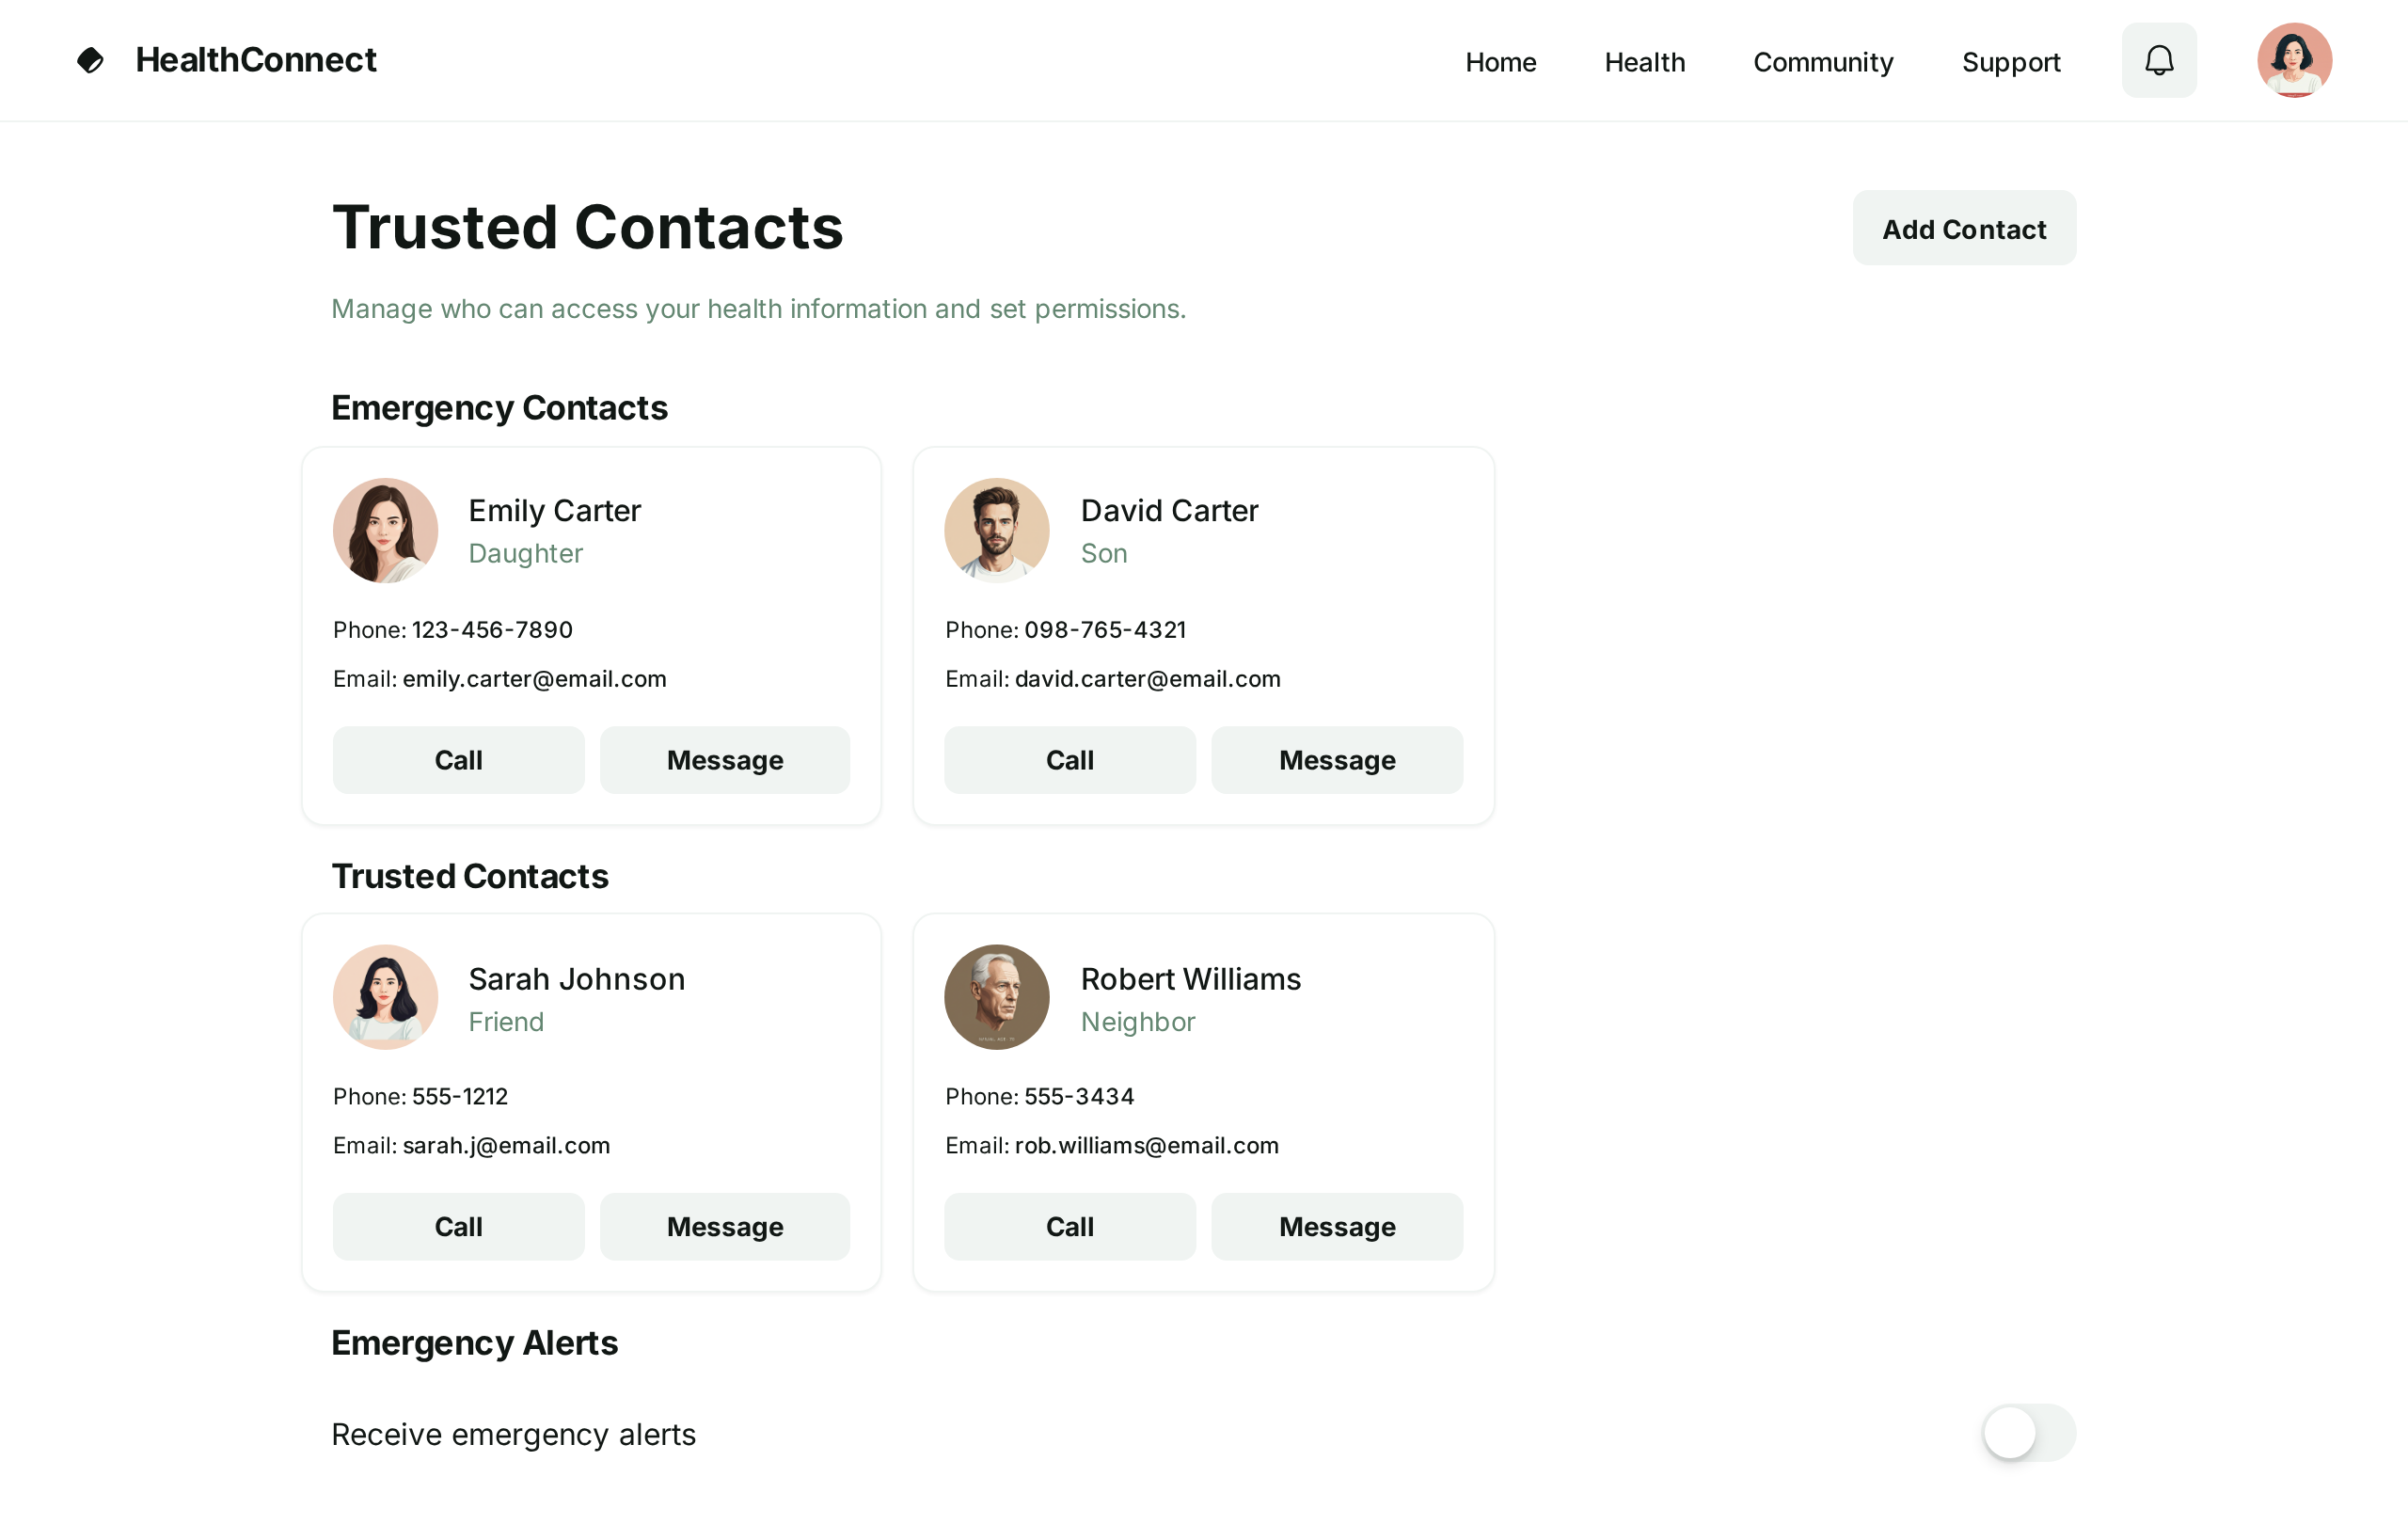 HealthConnect
Home
Health
Community
Support
Trusted Contacts
Add Contact
Manage who can access your health information and set permissions.
Emergency Contacts
Emily Carter
Daughter
Phone: 123-456-7890
Email: emily.carter@email.com
Call
Message
David Carter
Son
Phone: 098-765-4321
Email: david.carter@email.com
Call
Message
Trusted Contacts
Sarah Johnson
Friend
Phone: 555-1212
Email: sarah.j@email.com
Call
Message
Robert Williams
Neighbor
Phone: 555-3434
Email: rob.williams@email.com
Call
Message
Emergency Alerts
Receive emergency alerts